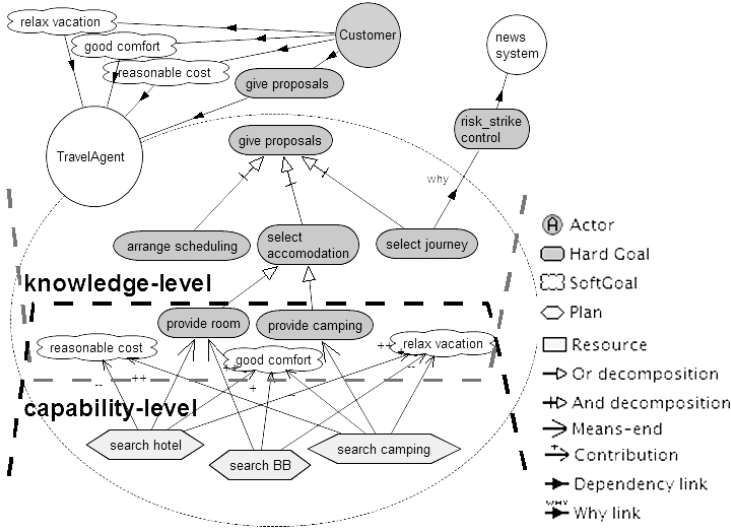 relax vacation
good comfort
reasonable cost
Customer
give proposals
news
system
TravelAgent
risk_strike
control
give proposals
why
arrange scheduling
select
accomodation
select journey
A Actor
Hard Goal
SoftGoal
Plan
Resource
Or decomposition
And decomposition
Means-end
+
Contribution
Dependency link
WHY
Why link
knowledge-level
provide room
provide camping
reasonable cost
good comfort
relax vacation
++
--
++
+
--
--
capability-level
search hotel
search BB
search camping